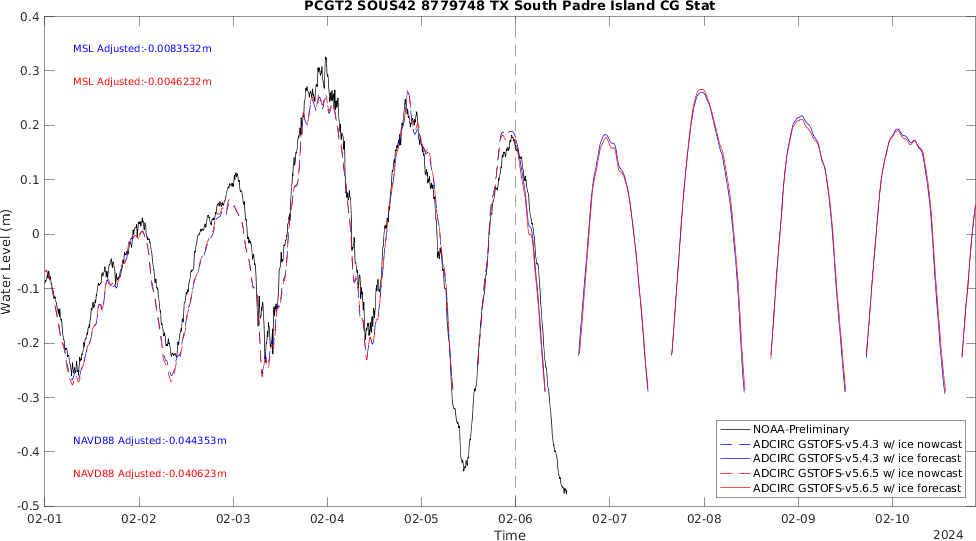 PCGT2 SOUS42 8779748 TX South Padre Island CG Stat
0.4
0.3
0.2
0.1
0
-0.1
-0.2
-0.3
-0.4
-0.5
Water Level (m)
MSL Adjusted:-0.0083532m
MSL Adjusted:-0.0046232m
NAVD88 Adjusted:-0.044353m
NAVD88 Adjusted:-0.040623m
NOAA-Preliminary
ADCIRC GSTOFS-v5.4.3 w/ ice nowcast
ADCIRC GSTOFS-v5.4.3 w/ ice forecast
ADCIRC GSTOFS-v5.6.5 w/ ice nowcast
ADCIRC GSTOFS-v5.6.5 w/ ice forecast
02-01 02-02 02-03 02-04 02-05 02-06 02-07 02-08 02-09 02-10
Time
2024